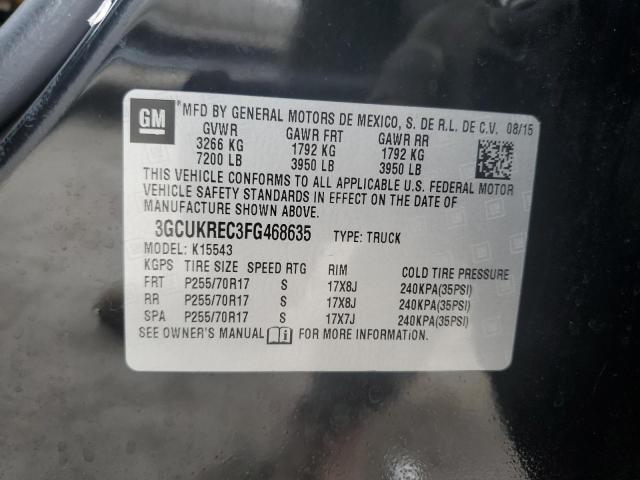 GM *MFD BY GENERAL MOTORS DE MEXICO, S. DE R.L. DE C.V. 08/15
GVWR GAWR FRT GAWR RR
3266 KG 1792 KG 1792 KG
7200 LB 3950 LB 3950 LB
THIS VEHICLE CONFORMS TO ALL APPLICABLE U.S. FEDERAL MOTOR
VEHICLE SAFETY STANDARDS IN EFFECT ON THE DATE OF
MANUFACTURE SHOWN ABOVE.
3GCUKREC3FG468635 TYPE: TRUCK
MODEL: K15543
KGPS TIRE SIZE SPEED RTG RIM COLD TIRE PRESSURE
FRT P255/70R17 S 17X8J 240KPA(35PSI)
RR P255/70R17 S 17X8J 240KPA(35PSI)
SPA P255/70R17 S 17X7J 240KPA(35PSI)
SEE OWNER'S MANUAL FOR MORE INFORMATION.